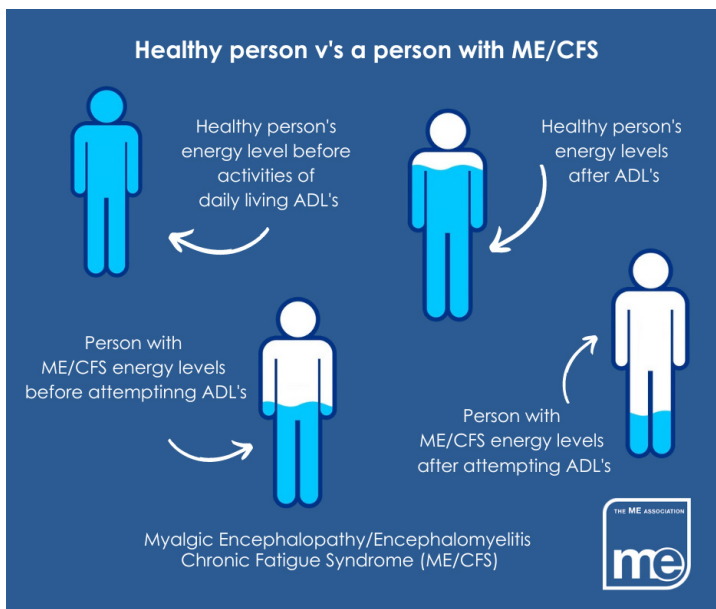 Healthy person v's a person with ME/CFS
Healthy person's
energy level before
activities of
daily living ADL's
Healthy person's
energy levels
after ADL's
Person with
ME/CFS energy levels
before attemptinng ADL's
Person with
ME/CFS energy levels
after attempting ADL's
Myalgic Encephalopathy/Encephalomyelitis
Chronic Fatigue Syndrome (ME/CFS)
THE ME ASSOCIATION
me